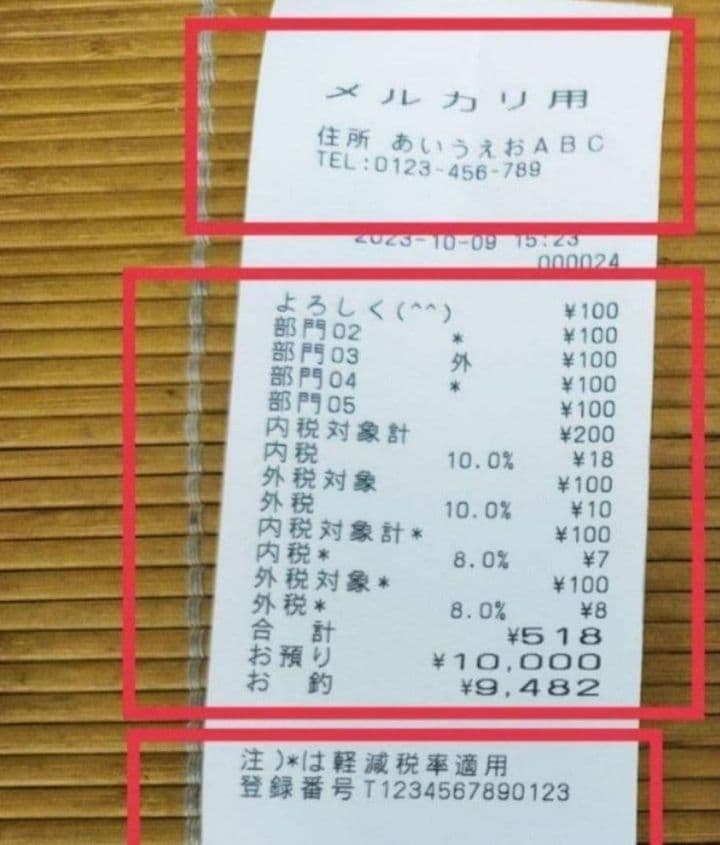 メルカリ用
住所 あいうえおABC
TEL:0123-456-789
2023-10-09 15:23
000024
よろしく(^^) ¥100
部門02 * ¥100
部門03 外 ¥100
部門04 * ¥100
部門05 ¥100
内税対象計 ¥200
内税 10.0% ¥18
外税対象 ¥100
外税 10.0% ¥10
内税対象計* ¥100
内税* 8.0% ¥7
外税対象* ¥100
外税* 8.0% ¥8
合計 ¥518
お預り ¥10,000
お釣 ¥9,482
注)*は軽減税率適用
登録番号T1234567890123